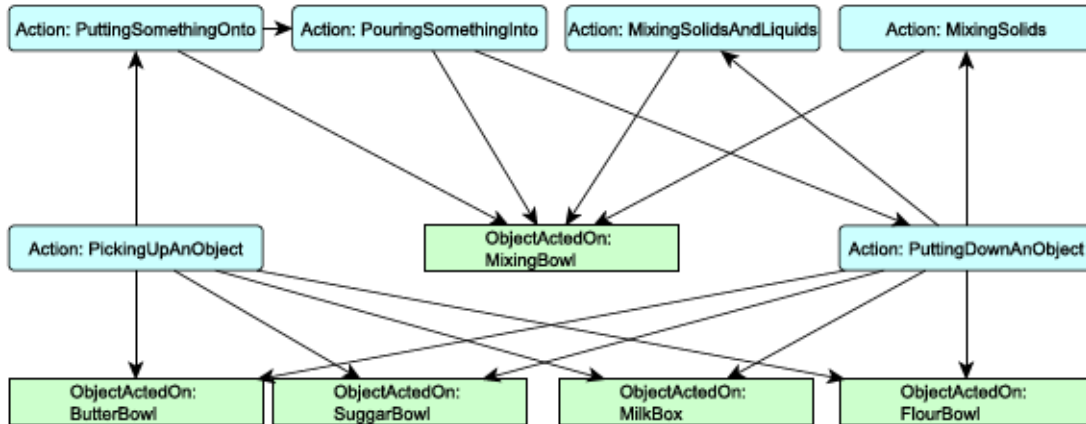 Action: PuttingSomethingOnto
Action: PouringSomethingInto
Action: MixingSolidsAndLiquids
Action: MixingSolids
Action: PickingUpAnObject
ObjectActedOn:
MixingBowl
Action: PuttingDownAnObject
ObjectActedOn:
ButterBowl
ObjectActedOn:
SuggarBowl
ObjectActedOn:
MilkBox
ObjectActedOn:
FlourBowl